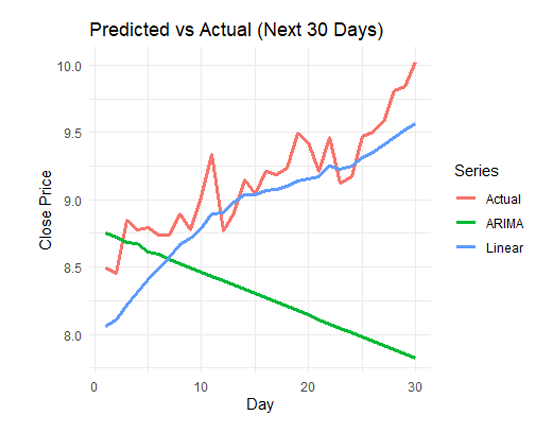 Predicted vs Actual (Next 30 Days)
10.0
9.5
9.0
8.5
8.0
Close Price
0
10
20
30
Day
Series
Actual
ARIMA
Linear